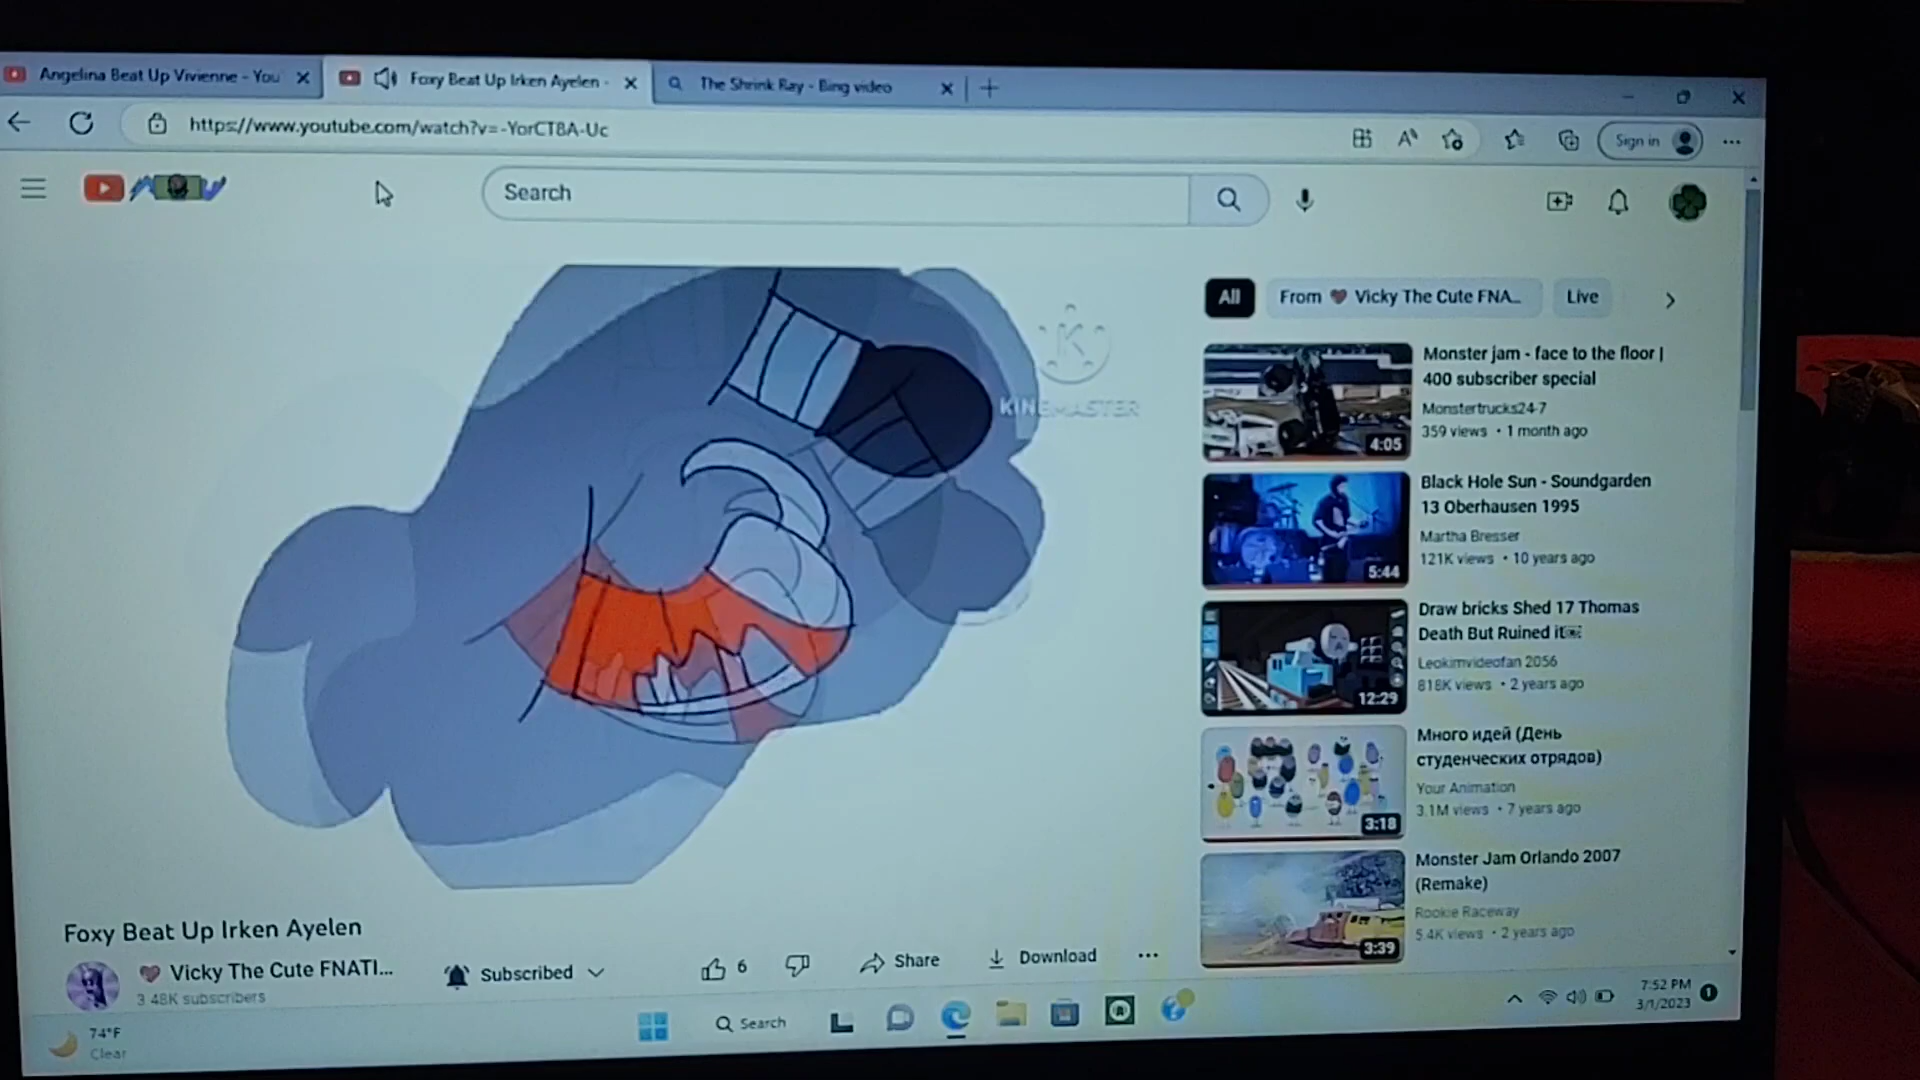 Angelina Beat Up Vivienne - You
Foxy Beat Up Irken Ayelen -
The Shrink Ray - Bing video
https://www.youtube.com/watch?v=-YorCT8A-Uc
Sign in
Search
KINEMASTER
All
From ❤ Vicky The Cute FNA...
Live
Monster jam - face to the floor |
400 subscriber special
Monstertrucks24-7
359 views • 1 month ago
4:05
Black Hole Sun - Soundgarden
13 Oberhausen 1995
Martha Bresser
121K views • 10 years ago
5:44
Draw bricks Shed 17 Thomas
Death But Ruined it
Leokimvideofan 2056
818K views • 2 years ago
12:29
Много идей (День
студенческих отрядов)
Your Animation
3.1M views • 7 years ago
3:18
Monster Jam Orlando 2007
(Remake)
Rookie Raceway
5.4K views • 2 years ago
3:39
Foxy Beat Up Irken Ayelen
❤ Vicky The Cute FNATI...
3.48K subscribers
Subscribed
6
Share
Download
74°F
Clear
Search
7:52 PM
3/1/2023
1